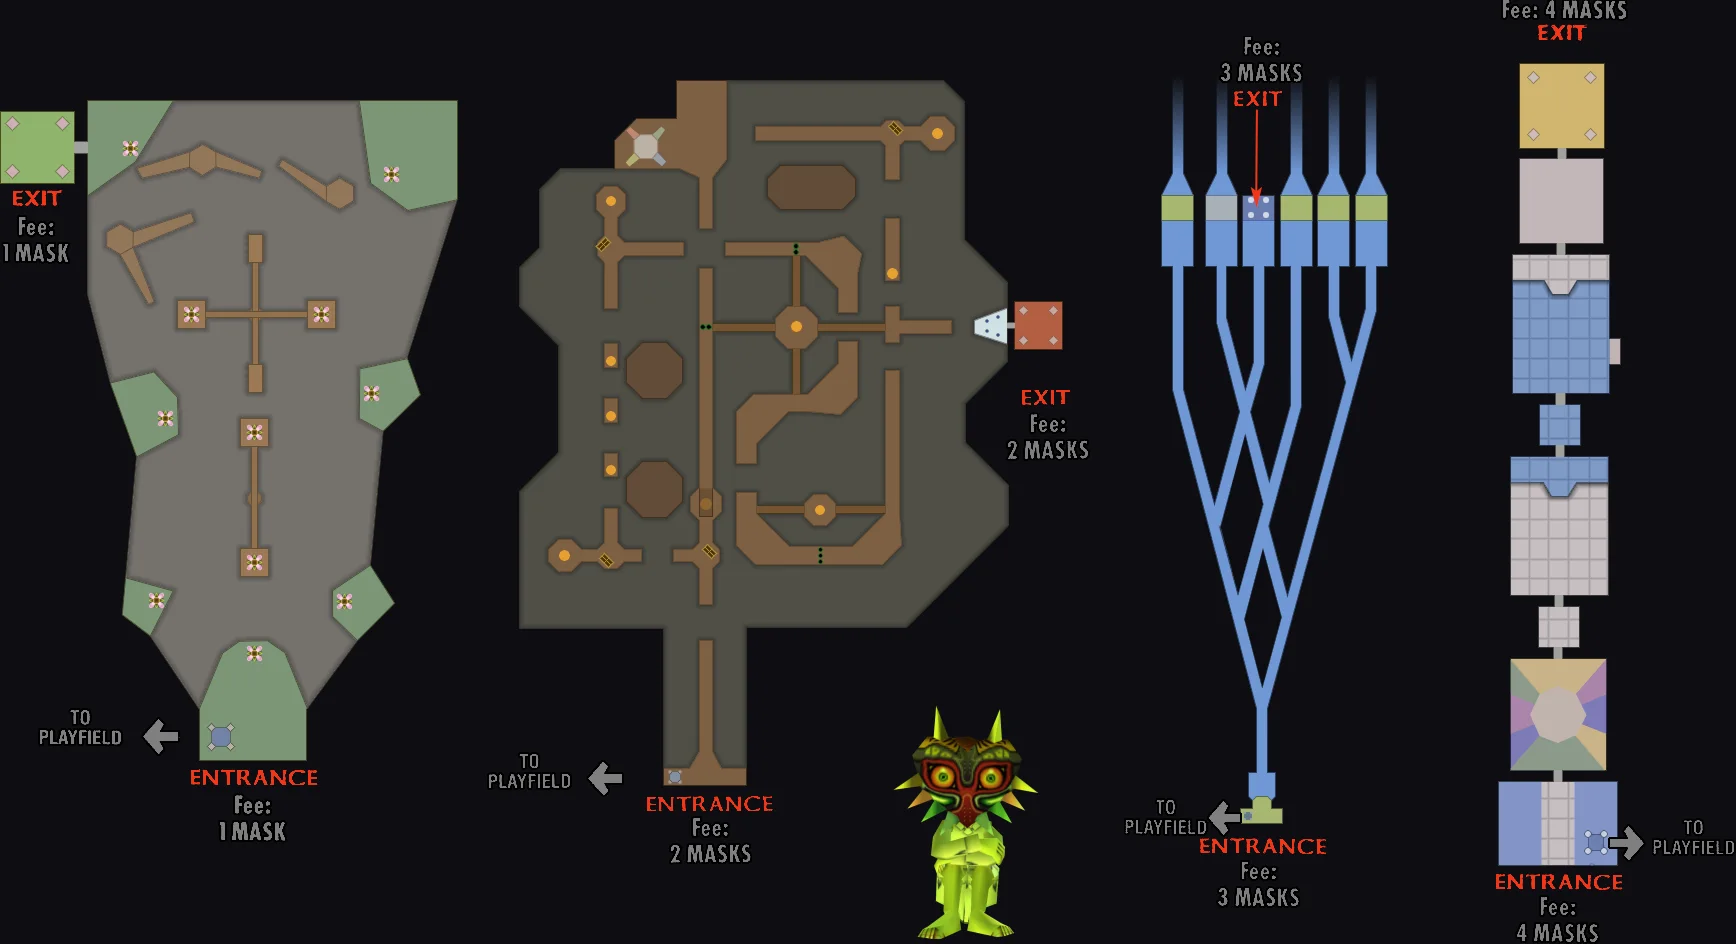 EXIT
Fee:
1 MASK
TO
PLAYFIELD
ENTRANCE
Fee:
1 MASK
EXIT
Fee:
2 MASKS
TO
PLAYFIELD
ENTRANCE
Fee:
2 MASKS
Fee:
3 MASKS
EXIT
TO
PLAYFIELD
ENTRANCE
Fee:
3 MASKS
Fee: 4 MASKS
EXIT
TO
PLAYFIELD
ENTRANCE
Fee:
4 MASKS